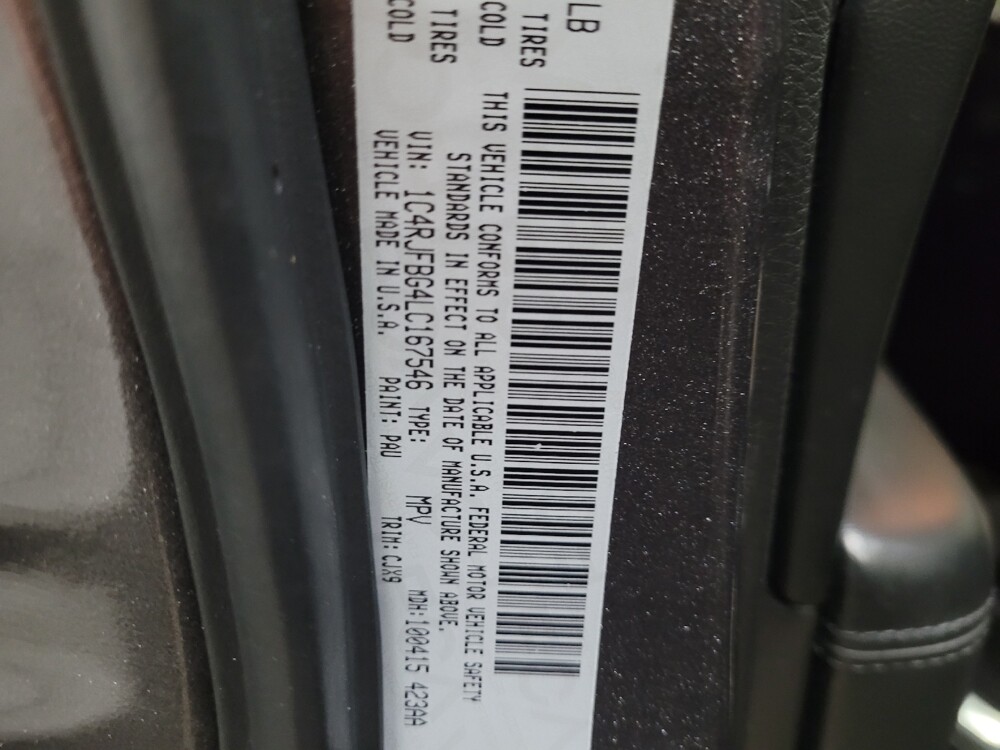 LB
TIRES
COLD
TIRES
COLD
THIS VEHICLE CONFORMS TO ALL APPLICABLE U.S.A. FEDERAL MOTOR VEHICLE SAFETY
STANDARDS IN EFFECT ON THE DATE OF MANUFACTURE SHOWN ABOVE.
VIN: 1C4RJFBG4LC167546 TYPE: MPV MDH:100415 423AA
VEHICLE MADE IN U.S.A. PAINT: PAU TRIM:CJX9